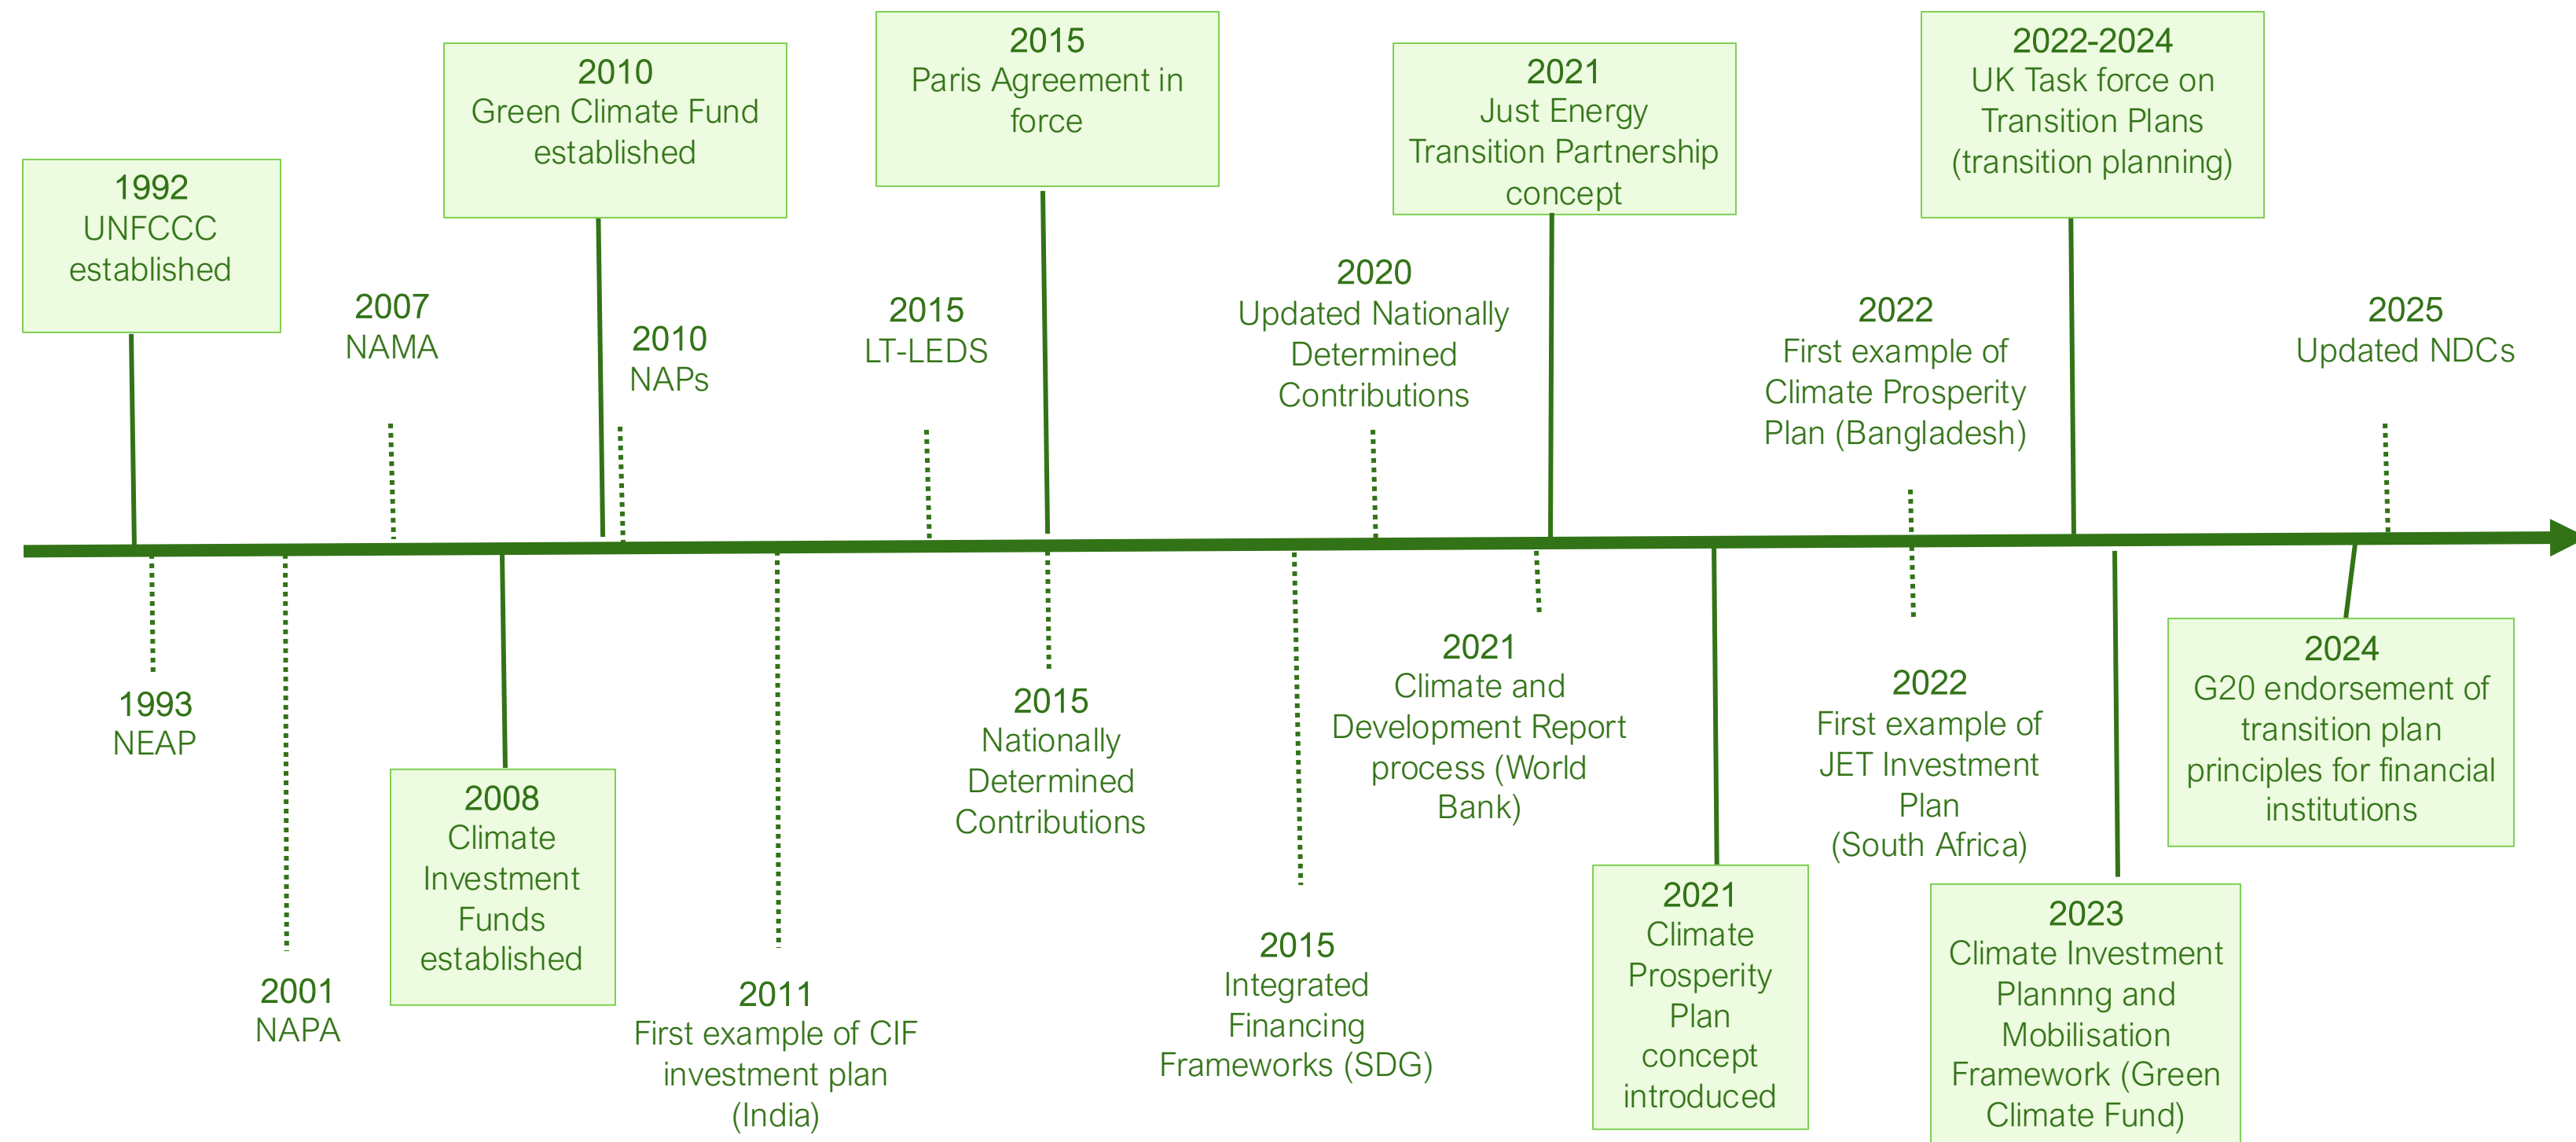 1992
UNFCCC
established
2007
NAMA
2010
Green Climate Fund
established
2010
NAPs
2015
LT-LEDS
2015
Paris Agreement in
force
2020
Updated Nationally
Determined
Contributions
2021
Just Energy
Transition Partnership
concept
2022
First example of
Climate Prosperity
Plan (Bangladesh)
2022-2024
UK Task force on
Transition Plans
(transition planning)
2025
Updated NDCs
1993
NEAP
2001
NAPA
2008
Climate
Investment
Funds
established
2011
First example of CIF
investment plan
(India)
2015
Nationally
Determined
Contributions
2015
Integrated
Financing
Frameworks (SDG)
2021
Climate and
Development Report
process (World
Bank)
2021
Climate
Prosperity
Plan
concept
introduced
2022
First example of
JET Investment
Plan
(South Africa)
2023
Climate Investment
Plannng and
Mobilisation
Framework (Green
Climate Fund)
2024
G20 endorsement of
transition plan
principles for financial
institutions